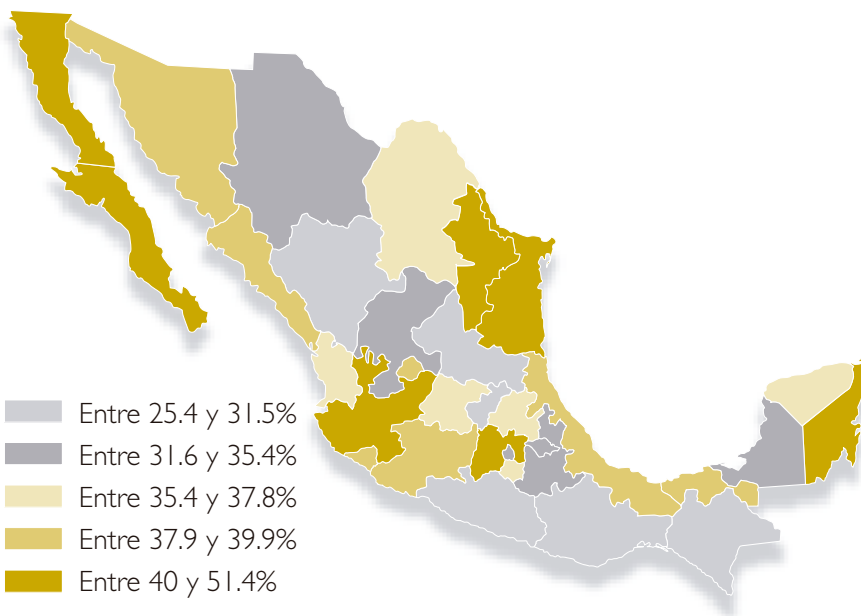 Entre 25.4 y 31.5%
Entre 31.6 y 35.4%
Entre 35.4 y 37.8%
Entre 37.9 y 39.9%
Entre 40 y 51.4%